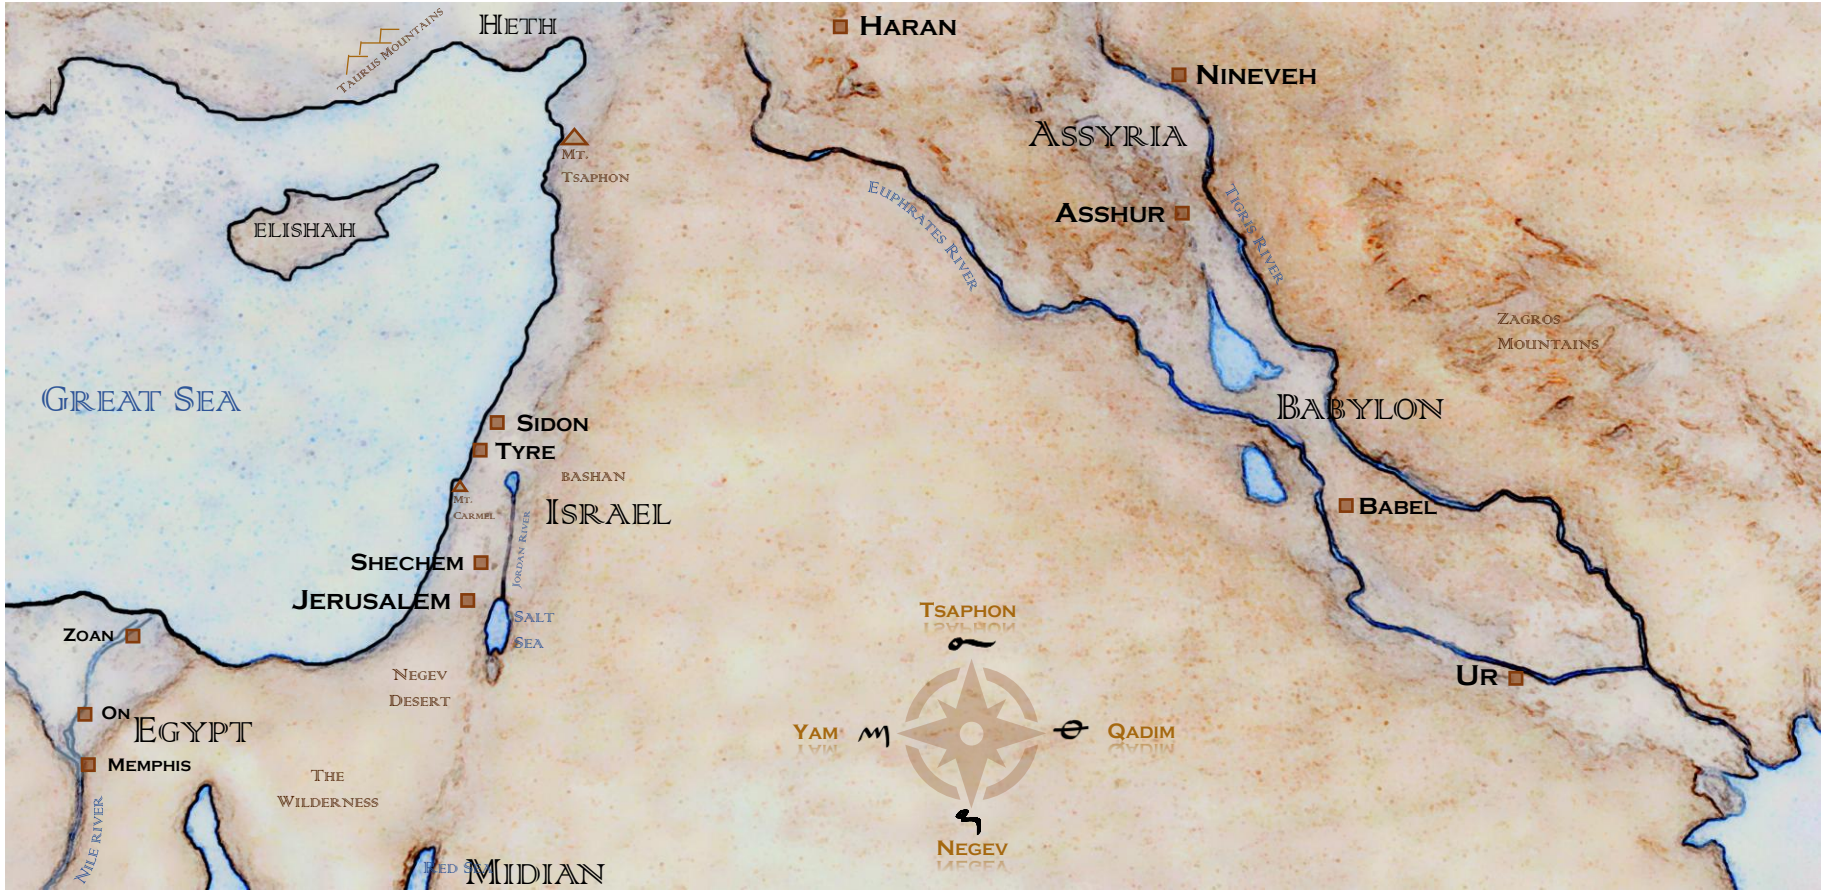 HETH
TAURUS MOUNTAINS
HARAN
NINEVEH
ASSYRIA
MT.
TSAPHON
EUPHRATES RIVER
TIGRIS RIVER
ASSHUR
ELISHAH
ZAGROS
MOUNTAINS
GREAT SEA
BABYLON
SIDON
TYRE
BASHAN
MT.
CARMEL
ISRAEL
JORDAN RIVER
BABEL
SHECHEM
JERUSALEM
SALT
SEA
TSAPHON
ZOAN
NEGEV
DESERT
UR
ON
EGYPT
YAM
QADIM
MEMPHIS
THE
WILDERNESS
NILE RIVER
NEGEV
RED SEA
MIDIAN